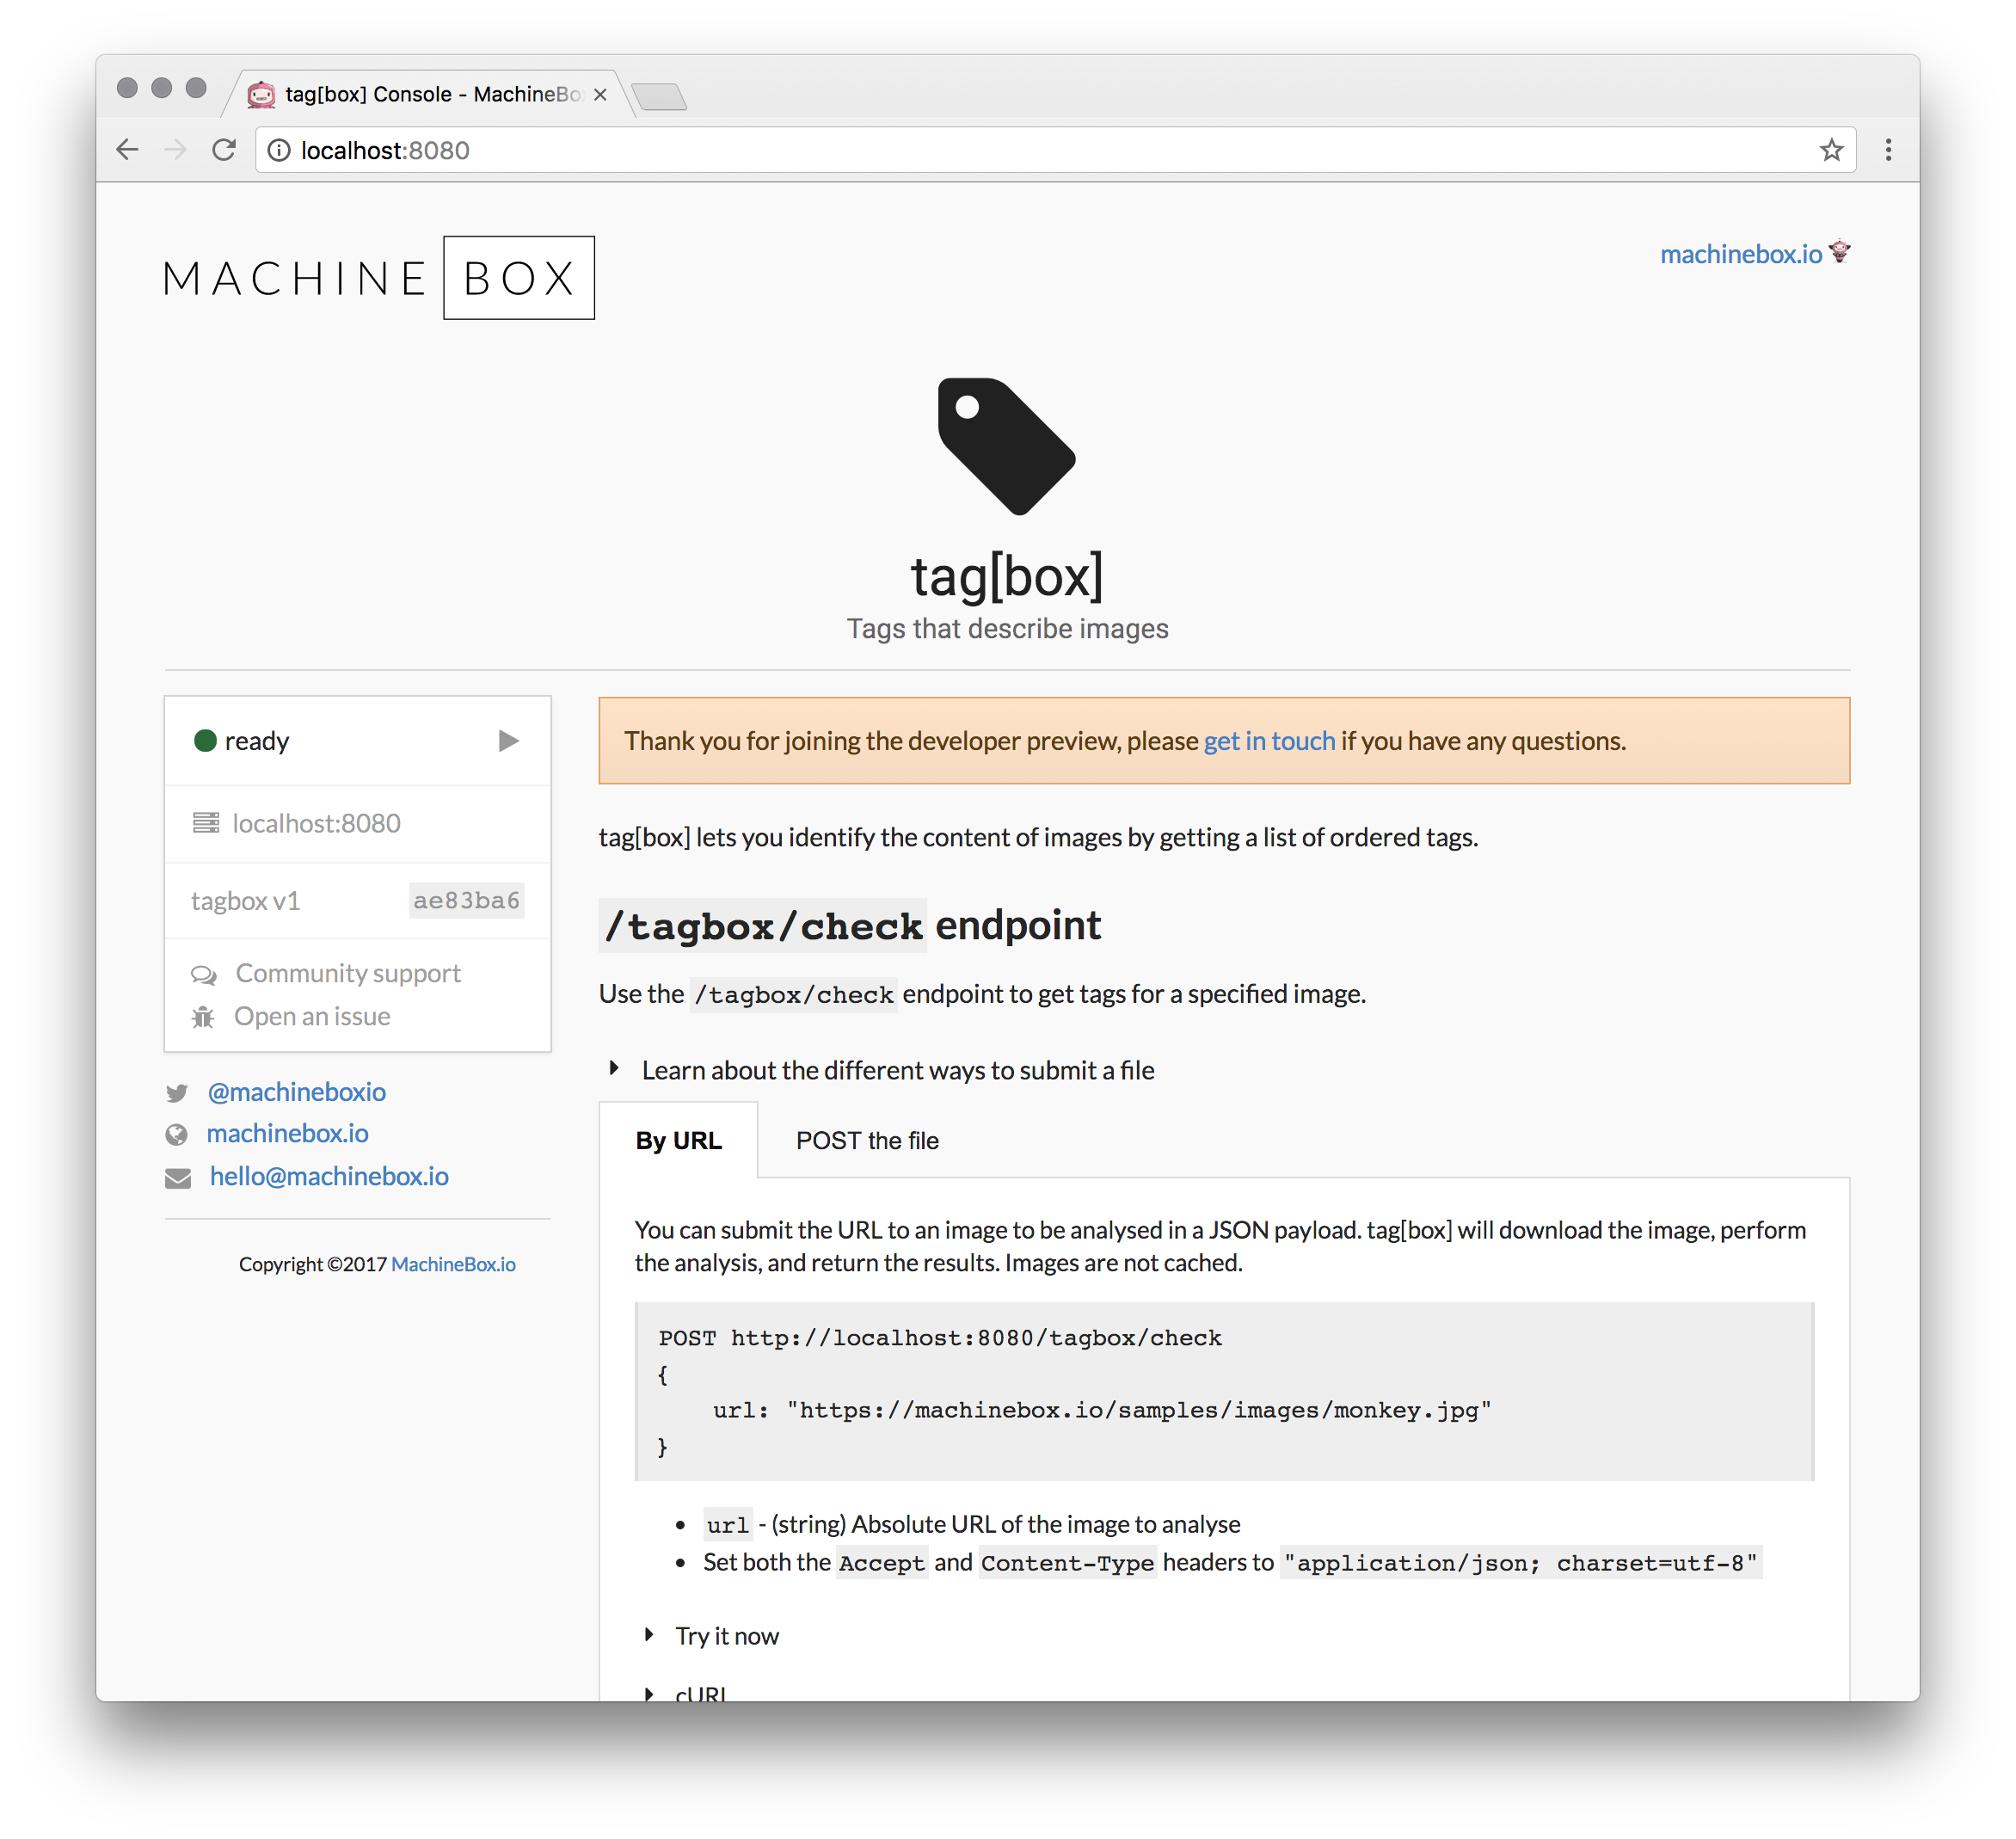 tag[box] Console - MachineBo
localhost:8080
MACHINE BOX
machinebox.io
tag[box]
Tags that describe images
ready
localhost:8080
tagbox v1 ae83ba6
Community support
Open an issue
@machineboxio
machinebox.io
hello@machinebox.io
Copyright ©2017 MachineBox.io
Thank you for joining the developer preview, please get in touch if you have any questions.
tag[box] lets you identify the content of images by getting a list of ordered tags.
/tagbox/check endpoint
Use the /tagbox/check endpoint to get tags for a specified image.
Learn about the different ways to submit a file
By URL POST the file
You can submit the URL to an image to be analysed in a JSON payload. tag[box] will download the image, perform
the analysis, and return the results. Images are not cached.
POST http://localhost:8080/tagbox/check
{
url: "https://machinebox.io/samples/images/monkey.jpg"
}
• url - (string) Absolute URL of the image to analyse
• Set both the Accept and Content-Type headers to "application/json; charset=utf-8"
Try it now
cURL